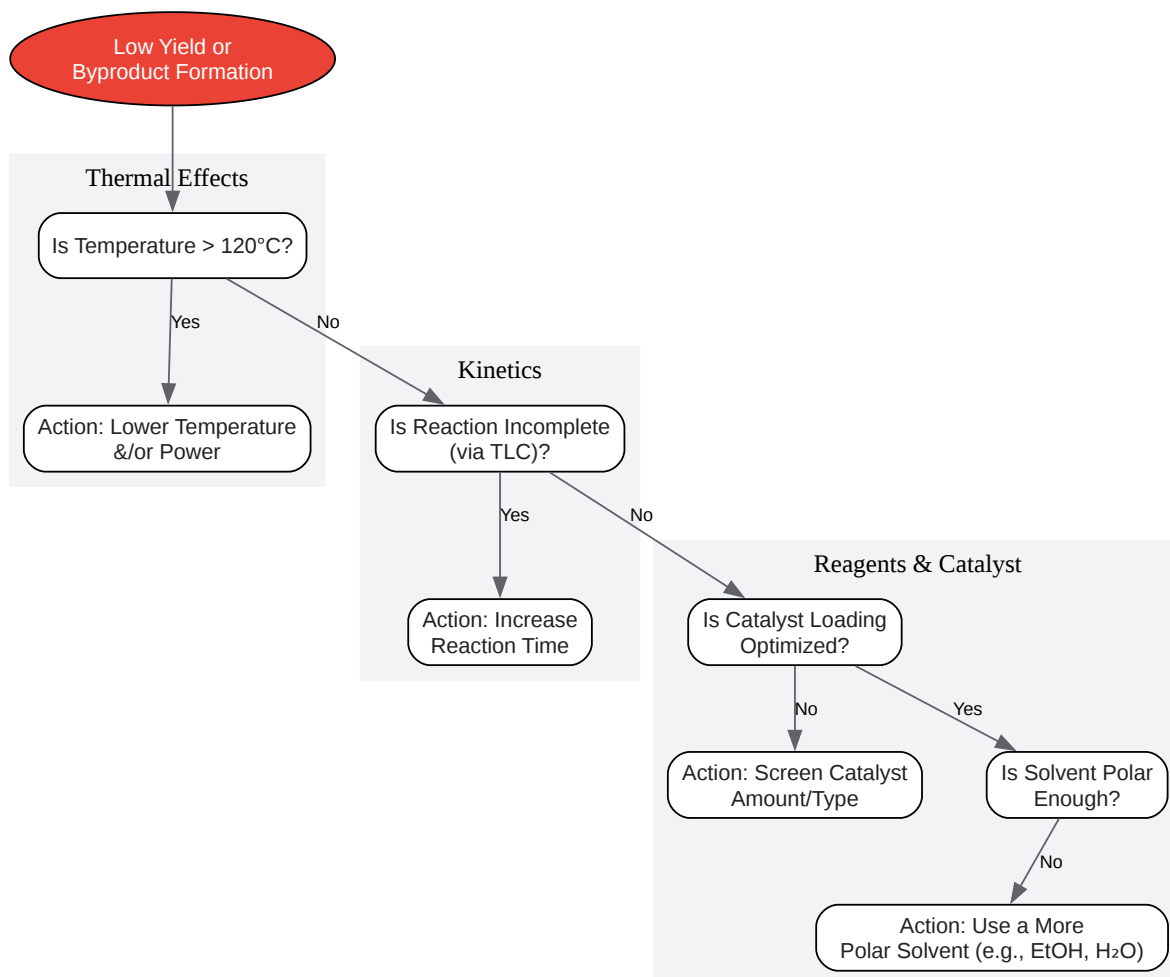 Low Yield or
Byproduct Formation
Thermal Effects
Is Temperature > 120°C?
Yes
No
Action: Lower Temperature
&/or Power
Kinetics
Is Reaction Incomplete
(via TLC)?
Yes
No
Action: Increase
Reaction Time
Reagents & Catalyst
Is Catalyst Loading
Optimized?
No
Yes
Action: Screen Catalyst
Amount/Type
Is Solvent Polar
Enough?
No
Action: Use a More
Polar Solvent (e.g., EtOH, H₂O)